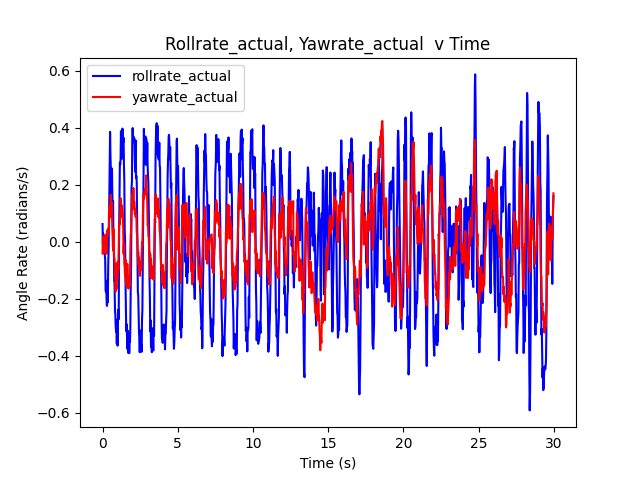 Rollrate_actual, Yawrate_actual  v Time
rollrate_actual
yawrate_actual
Angle Rate (radians/s)
0.6
0.4
0.2
0.0
−0.2
−0.4
−0.6
0 5 10 15 20 25 30
Time (s)